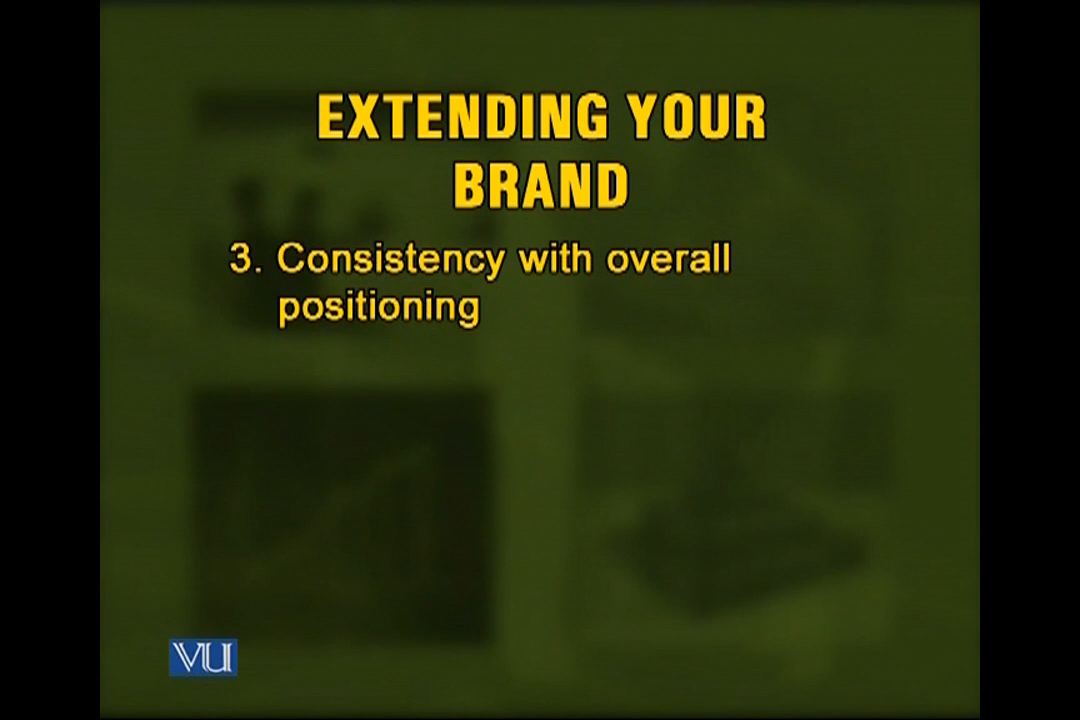 EXTENDING YOUR
BRAND
3. Consistency with overall
positioning
VU